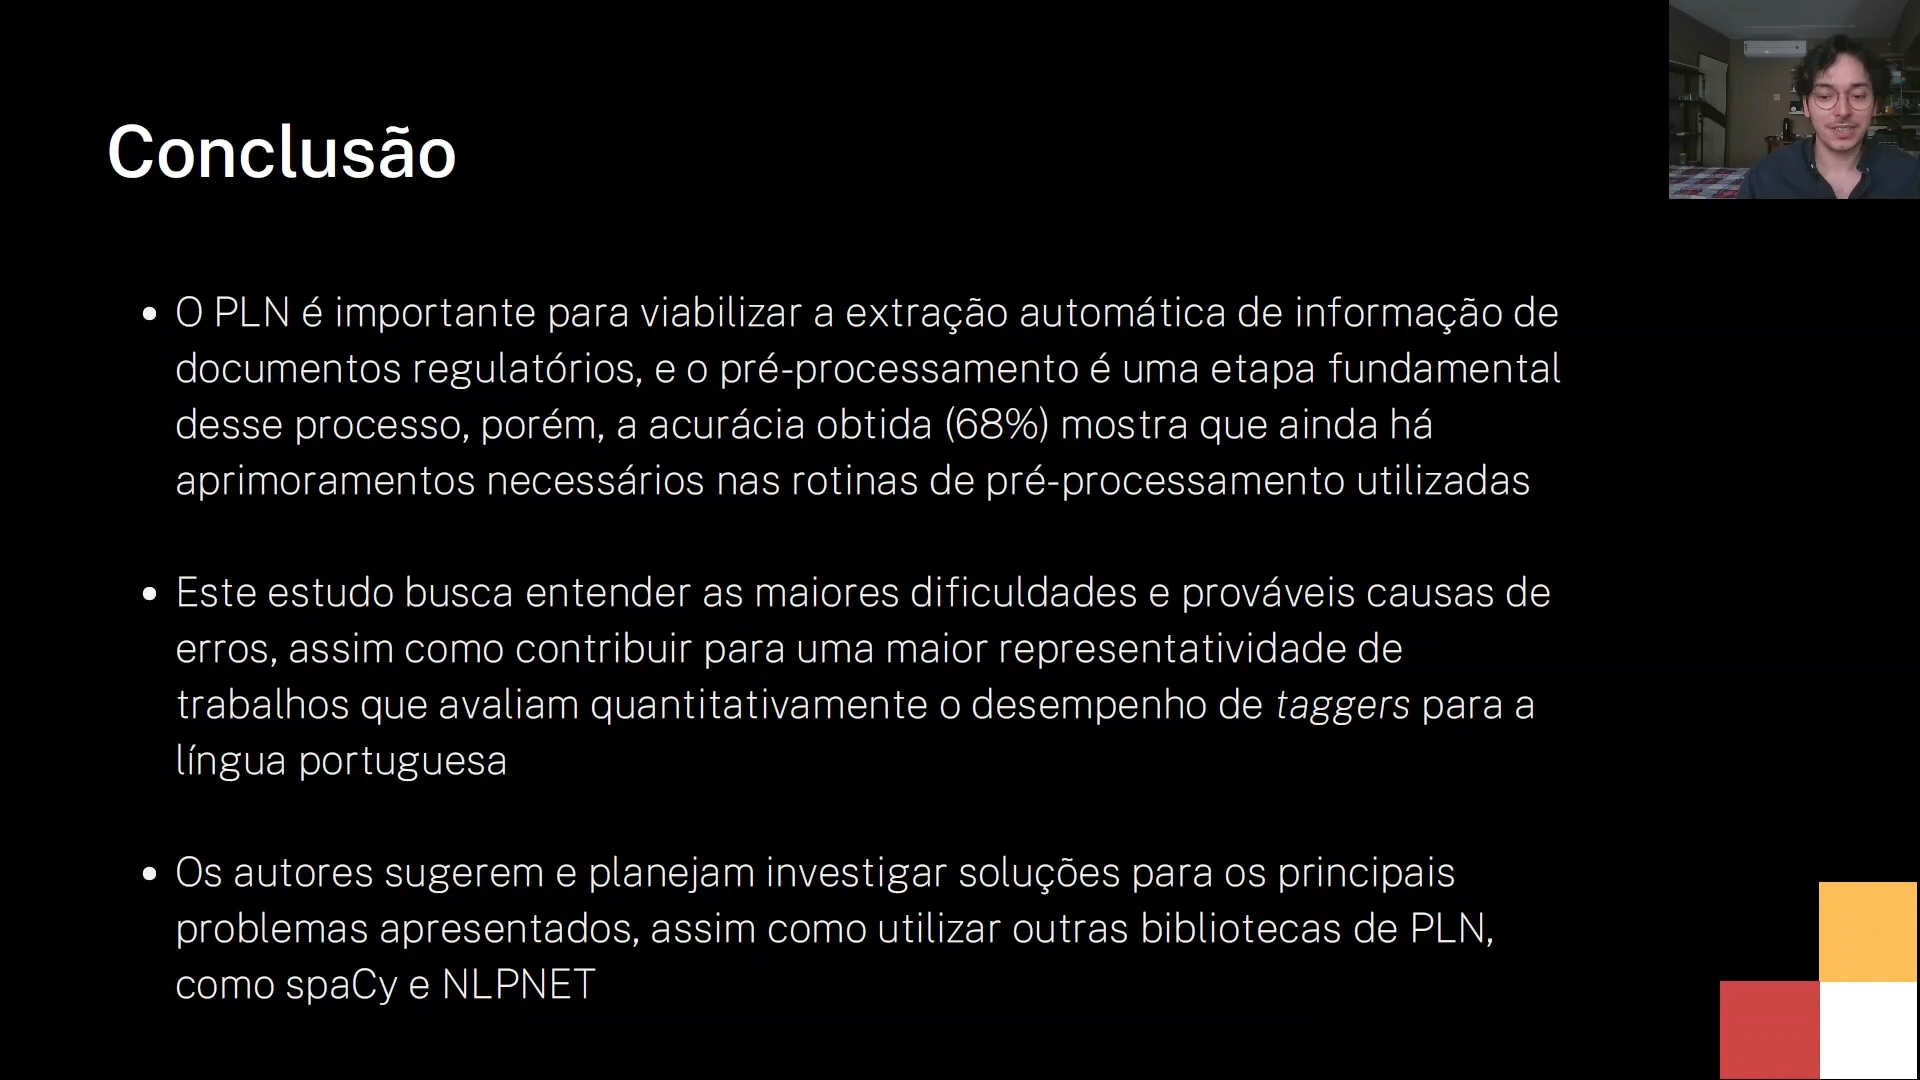 Conclusão
• O PLN é importante para viabilizar a extração automática de informação de
documentos regulatórios, e o pré-processamento é uma etapa fundamental
desse processo, porém, a acurácia obtida (68%) mostra que ainda há
aprimoramentos necessários nas rotinas de pré-processamento utilizadas
• Este estudo busca entender as maiores dificuldades e prováveis causas de
erros, assim como contribuir para uma maior representatividade de
trabalhos que avaliam quantitativamente o desempenho de taggers para a
língua portuguesa
• Os autores sugerem e planejam investigar soluções para os principais
problemas apresentados, assim como utilizar outras bibliotecas de PLN,
como spaCy e NLPNET